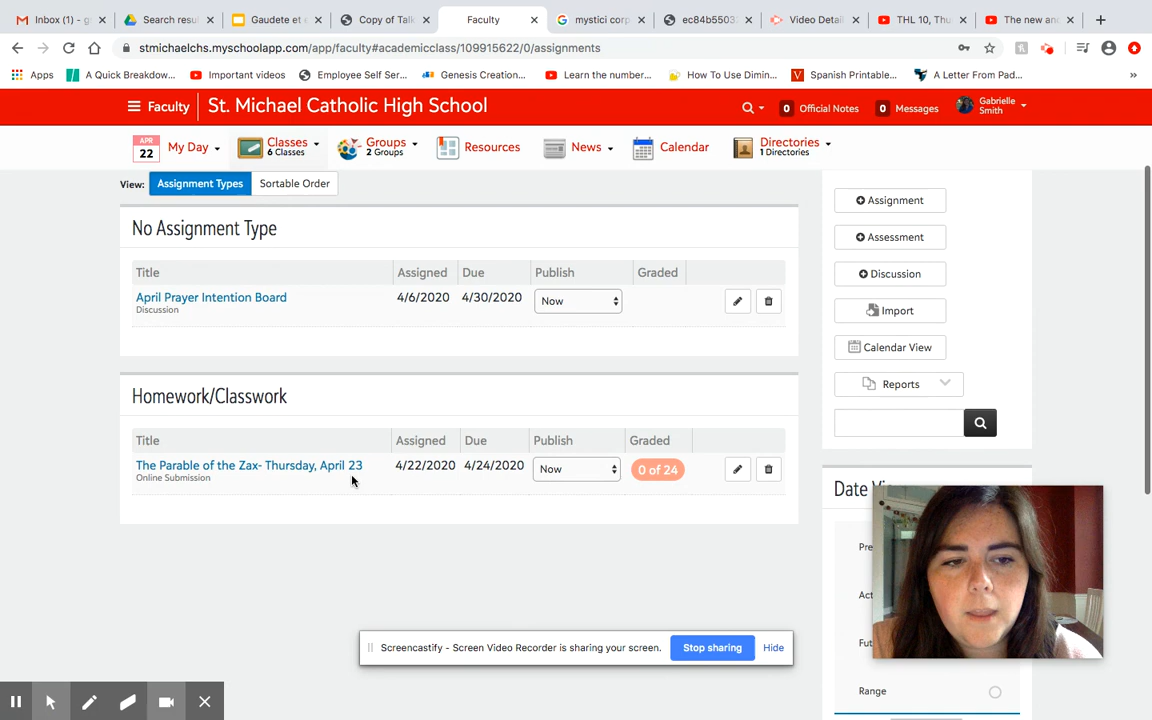 Inbox (1) - g
Search resu
Gaudete et e
Copy of Talk
Faculty
mystici corp
ec84b5503
Video Detail
THL 10, Thu
The new an
stmichaelchs.myschoolapp.com/app/faculty#academicclass/109915622/0/assignments
Apps
A Quick Breakdow...
Important videos
Employee Self Ser...
Genesis Creation...
Learn the number...
How To Use Dimin...
Spanish Printable...
A Letter From Pad...
Faculty
St. Michael Catholic High School
0 Official Notes
0 Messages
Gabrielle
Smith
APR
22
My Day
Classes
6 Classes
Groups
2 Groups
Resources
News
Calendar
Directories
1 Directories
View:
Assignment Types
Sortable Order
No Assignment Type
Title Assigned Due Publish Graded
April Prayer Intention Board 4/6/2020 4/30/2020 Now
Discussion
Homework/Classwork
Title Assigned Due Publish Graded
The Parable of the Zax- Thursday, April 23 4/22/2020 4/24/2020 Now 0 of 24
Online Submission
Assignment
Assessment
Discussion
Import
Calendar View
Reports
Date
Pre
Act
Fut
Range
Screencastify - Screen Video Recorder is sharing your screen.
Stop sharing
Hide